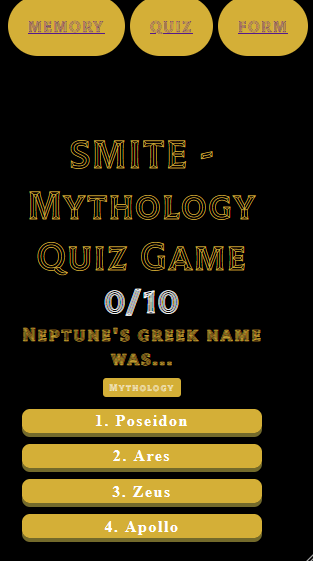 MEMORY QUIZ FORM
SMITE -
MYTHOLOGY
QUIZ GAME
0/10
NEPTUNE'S GREEK NAME
WAS...
MYTHOLOGY
1. Poseidon
2. Ares
3. Zeus
4. Apollo